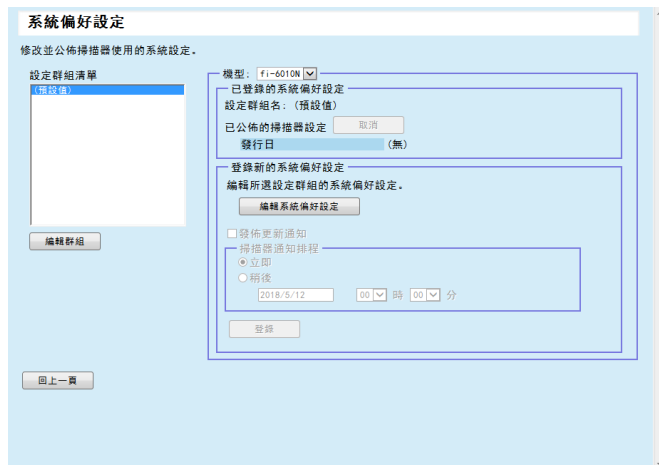 系統偏好設定
修改並公佈掃描器使用的系統設定。
設定群組清單
(預設值)
編輯群組
機型: fi-6010N
已登錄的系統偏好設定
設定群組名: (預設值)
已公佈的掃描器設定 取消
發行日 (無)
登錄新的系統偏好設定
編輯所選設定群組的系統偏好設定。
編輯系統偏好設定
發佈更新通知
掃描器通知排程
立即
稍後
2018/5/12 00 時 00 分
登錄
回上一頁